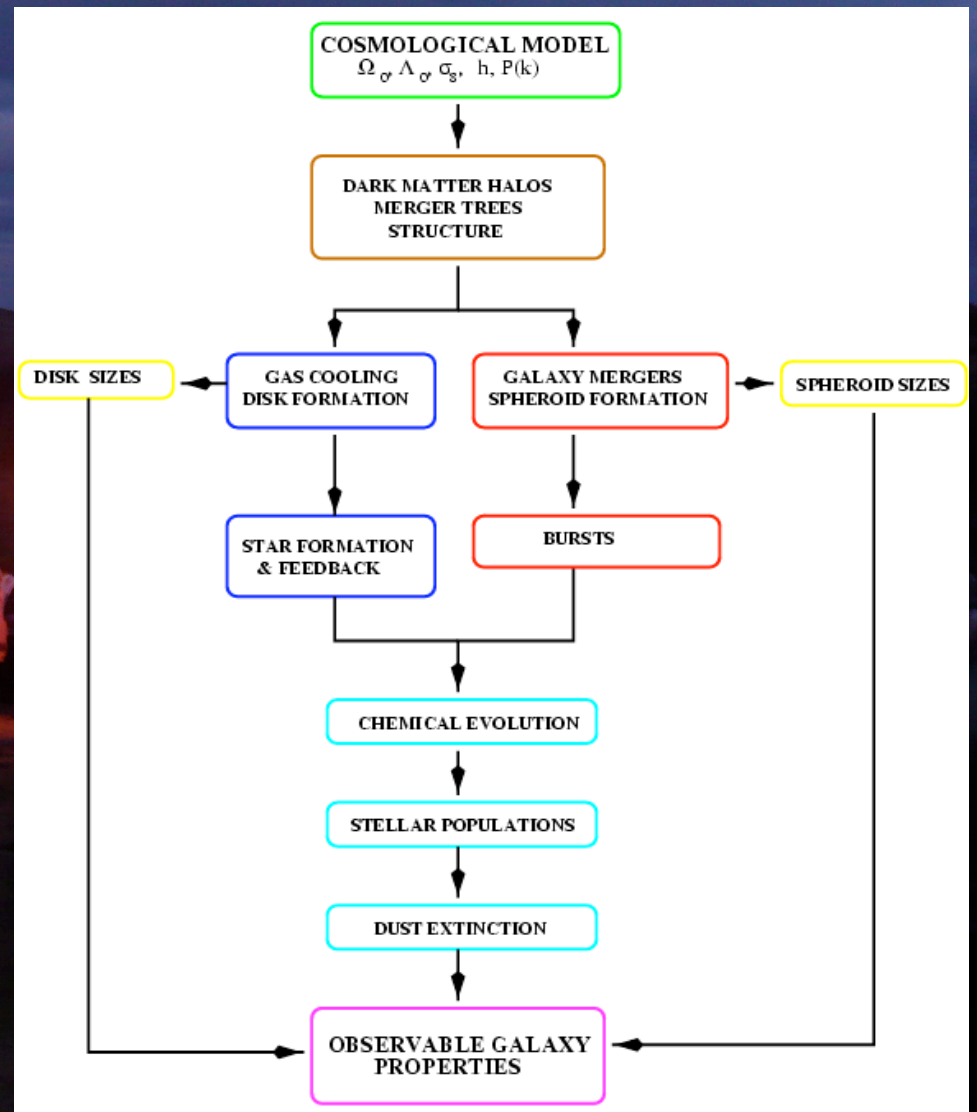 COSMOLOGICAL MODEL
Ω₀, Λ₀, σ₈, h, P(k)
DARK MATTER HALOS
MERGER TREES
STRUCTURE
DISK SIZES
GAS COOLING
DISK FORMATION
GALAXY MERGERS
SPHEROID FORMATION
SPHEROID SIZES
STAR FORMATION
& FEEDBACK
BURSTS
CHEMICAL EVOLUTION
STELLAR POPULATIONS
DUST EXTINCTION
OBSERVABLE GALAXY
PROPERTIES